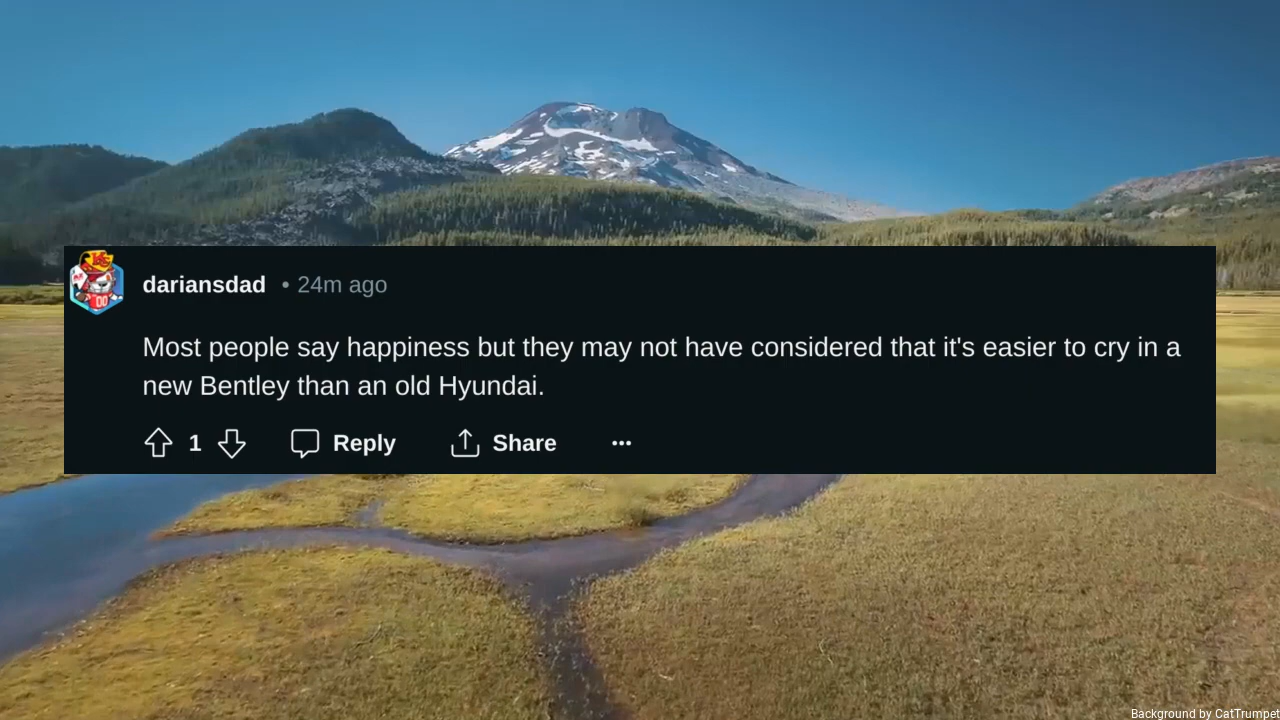 dariansdad • 24m ago
Most people say happiness but they may not have considered that it's easier to cry in a
new Bentley than an old Hyundai.
1 Reply Share •••
Background by CatTrumpet